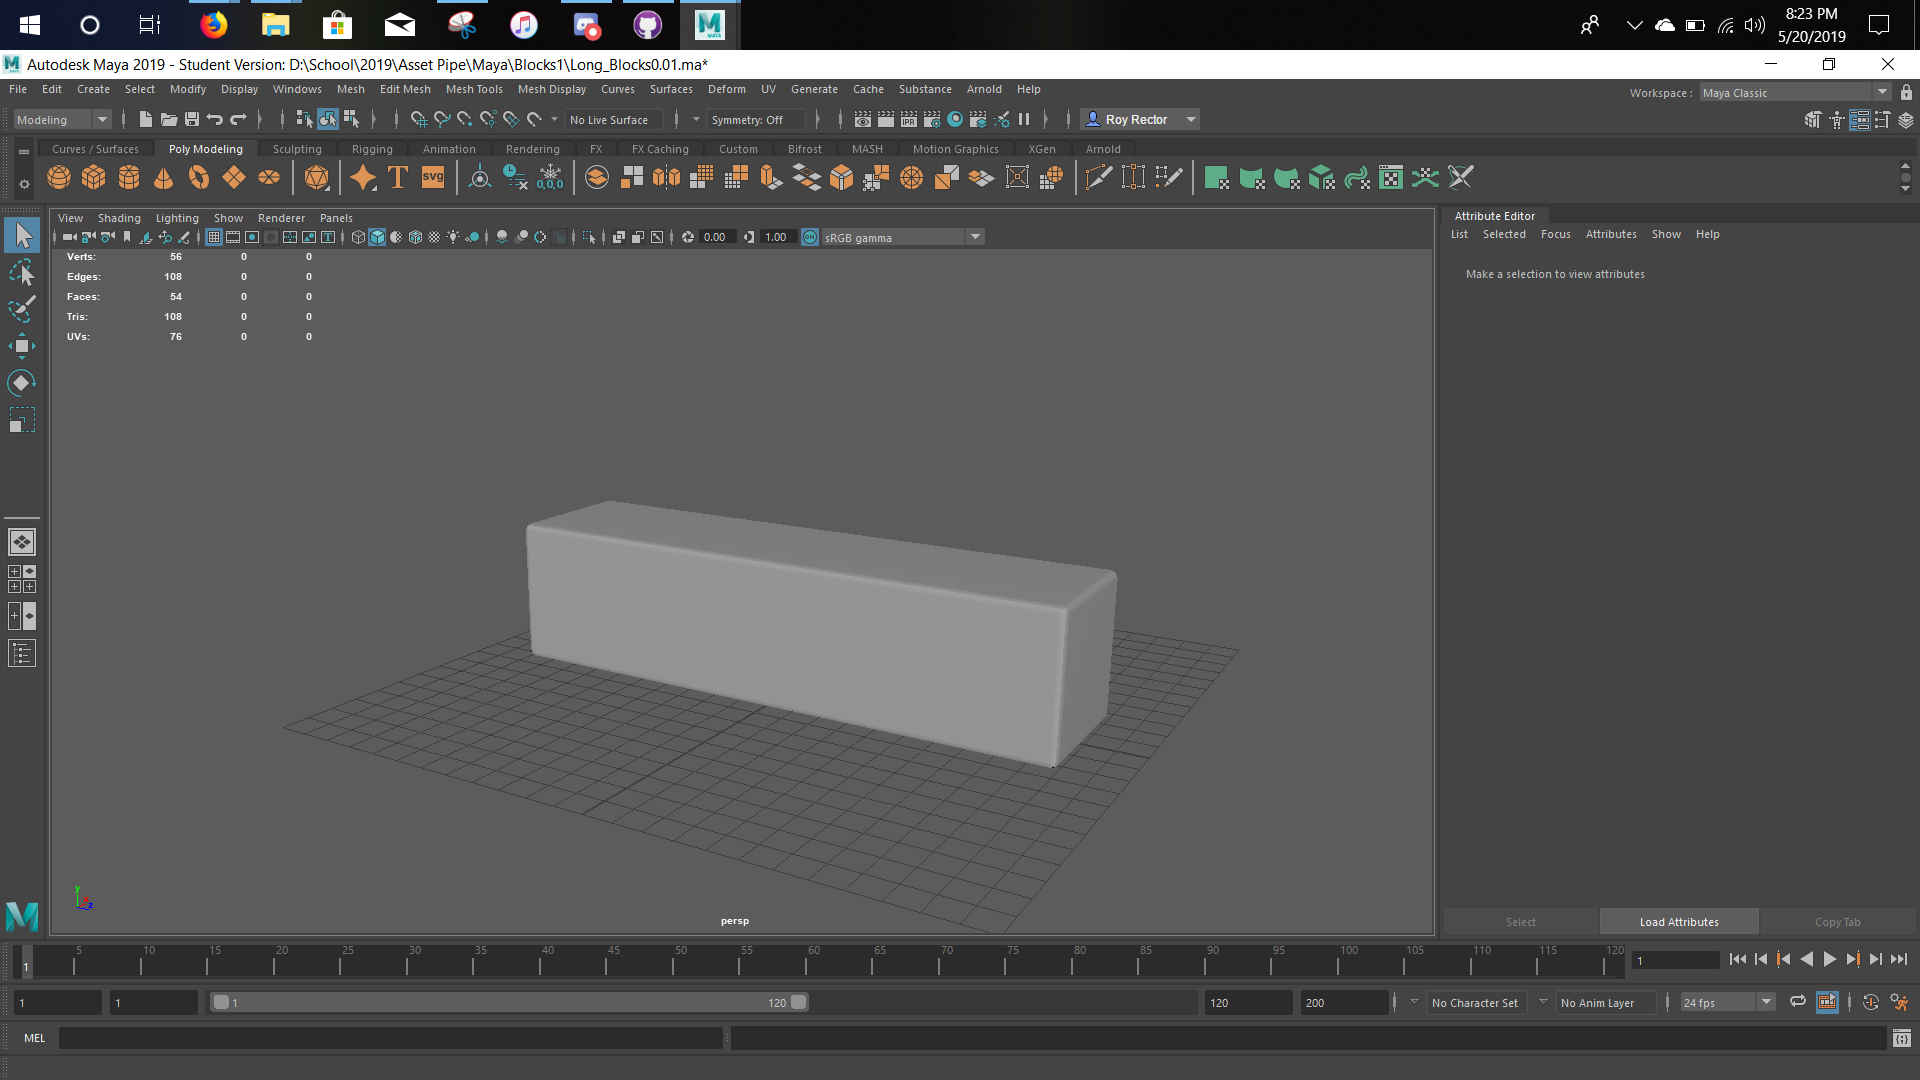 8:23 PM
5/20/2019
Autodesk Maya 2019 - Student Version: D:\School\2019\Asset Pipe\Maya\Blocks1\Long_Blocks0.01.ma*
File Edit Create Select Modify Display Windows Mesh Edit Mesh Mesh Tools Mesh Display Curves Surfaces Deform UV Generate Cache Substance Arnold Help
Workspace : Maya Classic
Modeling No Live Surface Symmetry: Off IPR Roy Rector
Curves / Surfaces Poly Modeling Sculpting Rigging Animation Rendering FX FX Caching Custom Bifrost MASH Motion Graphics XGen Arnold
T svg 0,0,0
View Shading Lighting Show Renderer Panels
0.00 1.00 ON sRGB gamma
Verts: 56 0 0
Edges: 108 0 0
Faces: 54 0 0
Tris: 108 0 0
UVs: 76 0 0
Attribute Editor
List Selected Focus Attributes Show Help
Make a selection to view attributes
y
z
persp
Select Load Attributes Copy Tab
5 10 15 20 25 30 35 40 45 50 55 60 65 70 75 80 85 90 95 100 105 110 115 120
1 1
1 1 1 120 120 200 No Character Set No Anim Layer 24 fps
MEL